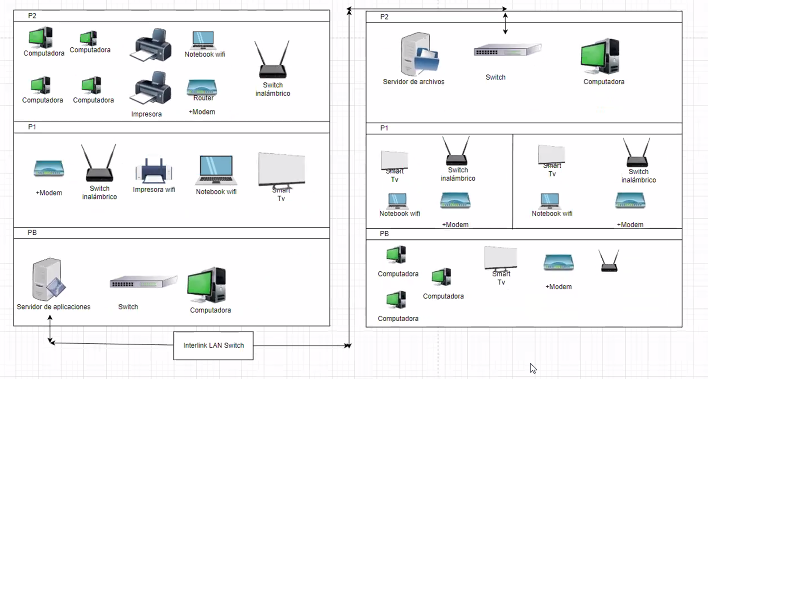 P2
Computadora
Computadora
Notebook wifi
Computadora
Computadora
Impresora
Router
+Modem
Switch
inalámbrico
P1
+Modem
Switch
inalámbrico
Impresora wifi
Notebook wifi
Smart
Tv
PB
Servidor de aplicaciones
Switch
Computadora
Interlink LAN Switch
P2
Servidor de archivos
Switch
Computadora
P1
Smart
Tv
Switch
inalámbrico
Notebook wifi
+Modem
Smart
Tv
Switch
inalámbrico
Notebook wifi
+Modem
PB
Computadora
Computadora
Computadora
Smart
Tv
+Modem